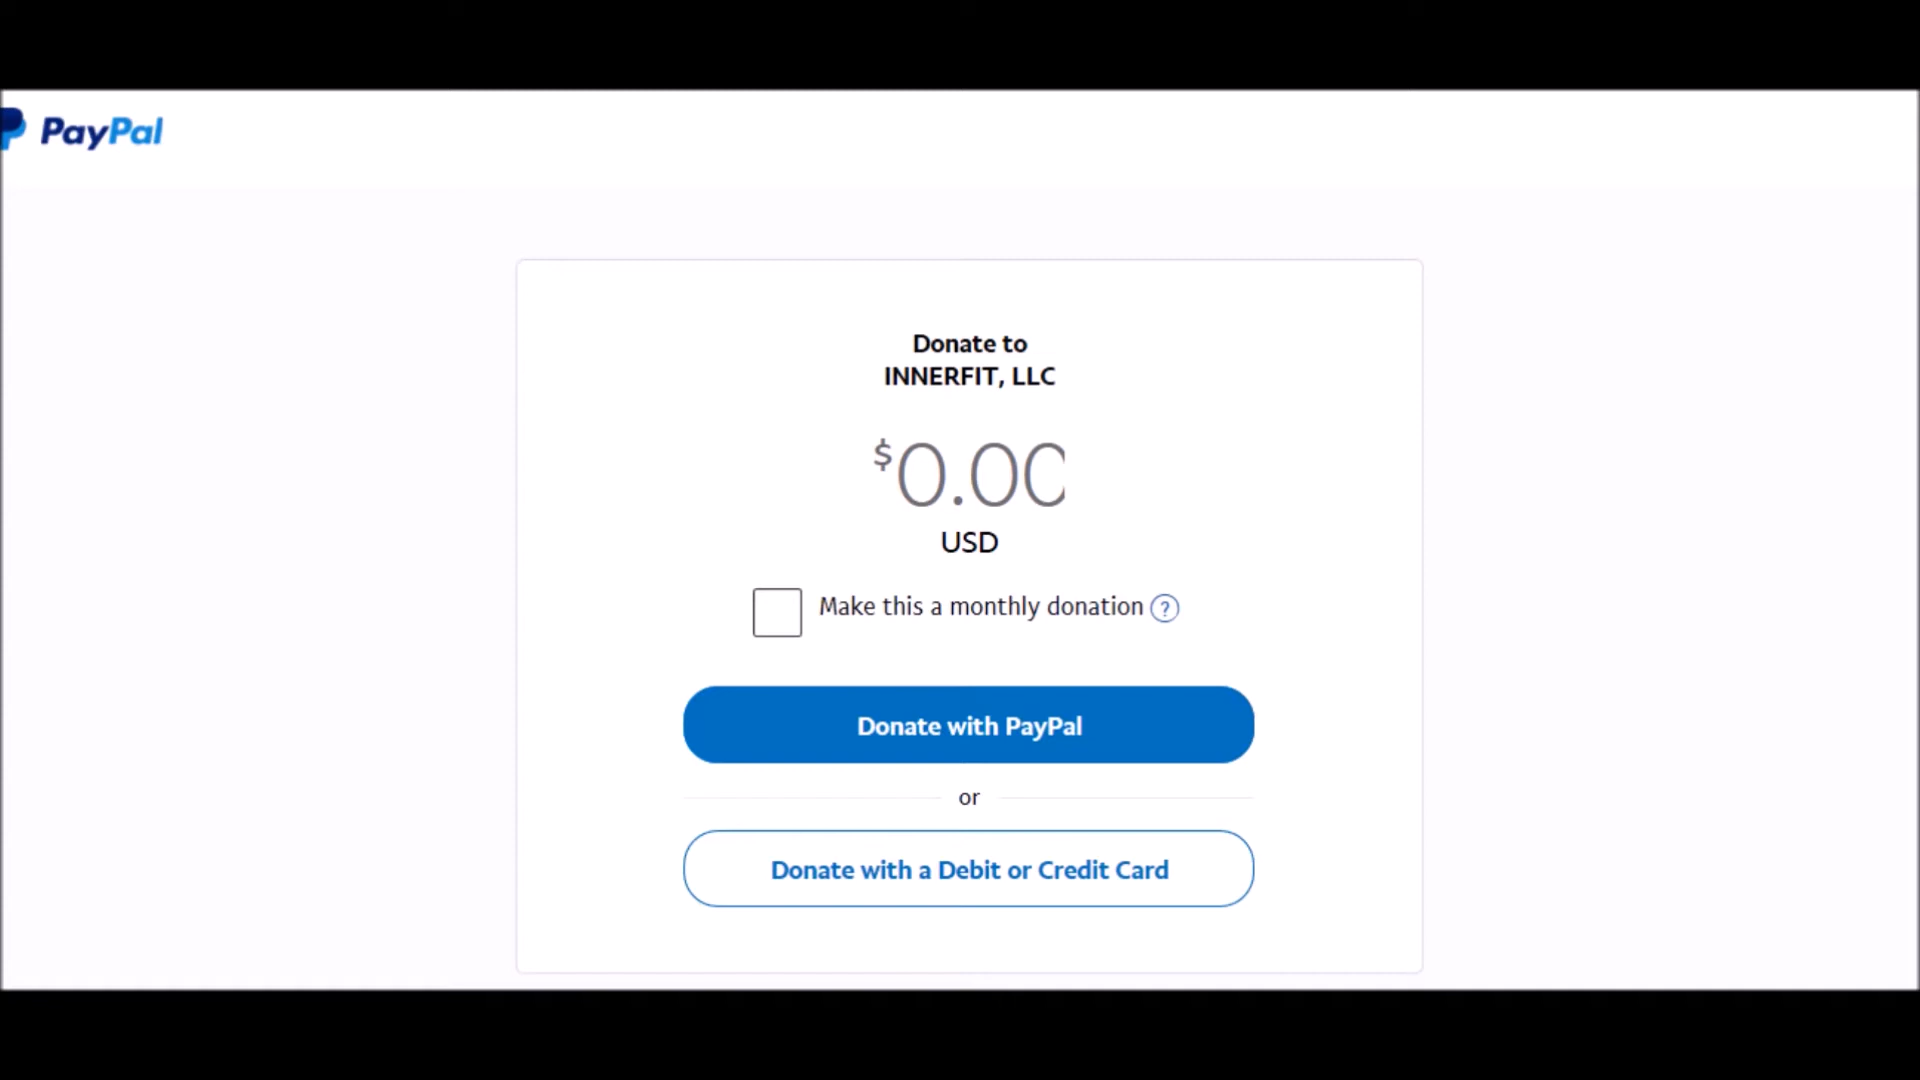 PayPal
Donate to
INNERFIT, LLC
$0.00
USD
Make this a monthly donation ?
Donate with PayPal
or
Donate with a Debit or Credit Card